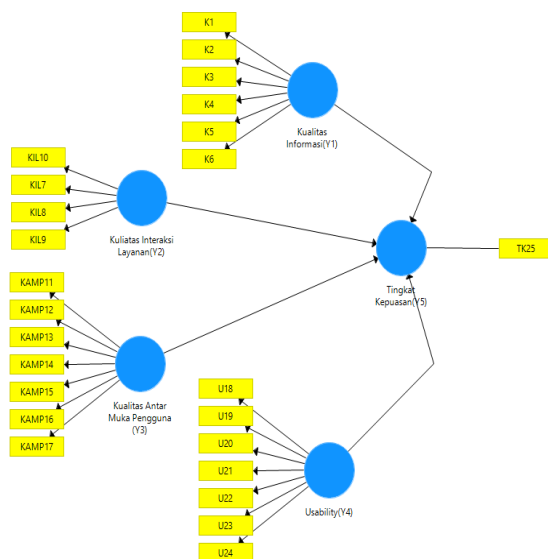 K1
K2
K3
K4
K5
K6
Kualitas
Informasi(Y1)
KIL10
KIL7
KIL8
KIL9
Kuliatas Interaksi
Layanan(Y2)
TK25
Tingkat
Kepuasan(Y5)
KAMP11
KAMP12
KAMP13
KAMP14
KAMP15
KAMP16
KAMP17
Kualitas Antar
Muka Pengguna
(Y3)
U18
U19
U20
U21
U22
U23
U24
Usability(Y4)